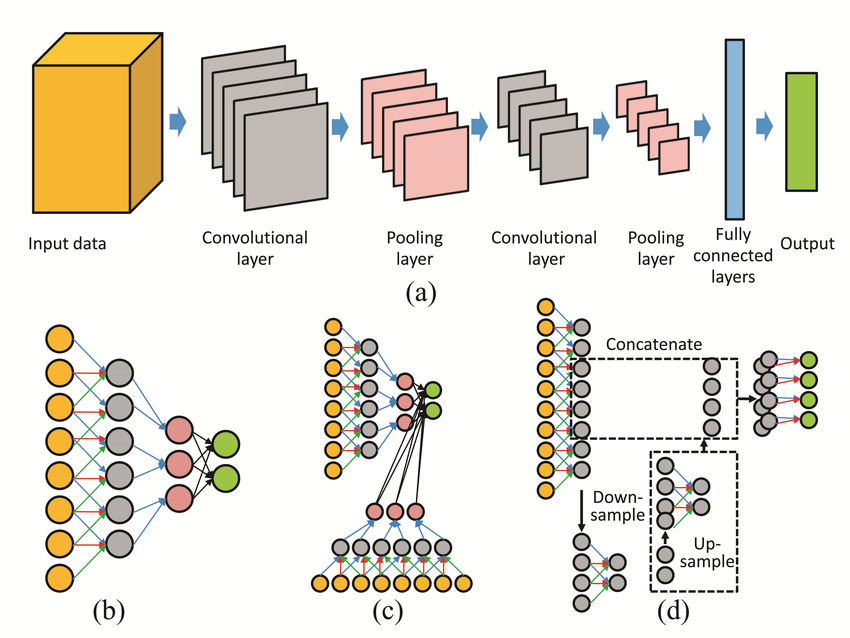 Input data
Convolutional
layer
Pooling
layer
Convolutional
layer
Pooling
layer
Fully
connected
layers
Output
(a)
Concatenate
Down-
sample
Up-
sample
(b)
(c)
(d)